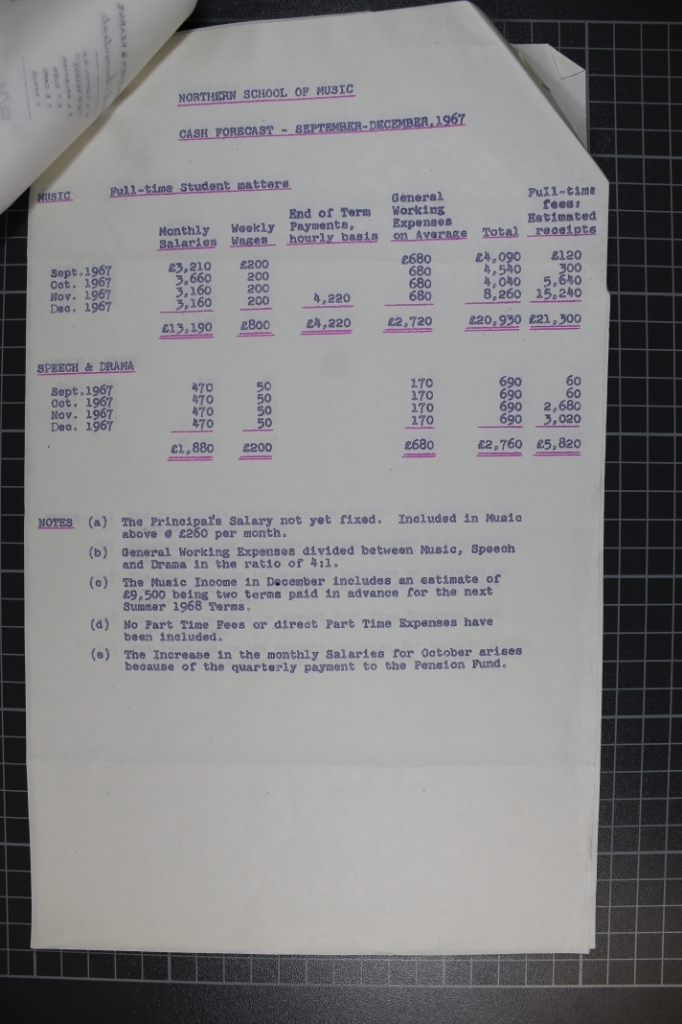 NORTHERN SCHOOL OF MUSIC
CASH FORECAST - SEPTEMBER-DECEMBER, 1967
MUSIC Full-time Student matters
Monthly Salaries Weekly Wages End of Term Payments, hourly basis General Working Expenses on Average Total Full-time fees: Estimated receipts
Sept.1967 £3,210 £200 £680 £4,090 £120
Oct. 1967 3,660 200 680 4,540 300
Nov. 1967 3,160 200 680 4,040 5,640
Dec. 1967 3,160 200 4,220 680 8,260 15,240
£13,190 £800 £4,220 £2,720 £20,930 £21,300
SPEECH & DRAMA
Sept.1967 470 50 170 690 60
Oct. 1967 470 50 170 690 60
Nov. 1967 470 50 170 690 2,680
Dec. 1967 470 50 170 690 3,020
£1,880 £200 £680 £2,760 £5,820
NOTES (a) The Principal's Salary not yet fixed. Included in Music
above @ £260 per month.
(b) General Working Expenses divided between Music, Speech
and Drama in the ratio of 4:1.
(c) The Music Income in December includes an estimate of
£9,500 being two terms paid in advance for the next
Summer 1968 Terms.
(d) No Part Time Fees or direct Part Time Expenses have
been included.
(e) The Increase in the monthly Salaries for October arises
because of the quarterly payment to the Pension Fund.